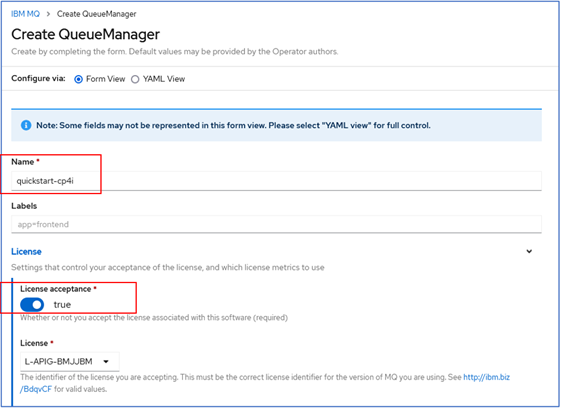 IBM MQ > Create QueueManager
Create QueueManager
Create by completing the form. Default values may be provided by the Operator authors.
Configure via: Form View YAML View
Note: Some fields may not be represented in this form view. Please select "YAML view" for full control.
Name *
quickstart-cp4i
Labels
app=frontend
License
Settings that control your acceptance of the license, and which license metrics to use
License acceptance *
true
Whether or not you accept the license associated with this software (required)
License *
L-APIG-BMJJBM
The identifier of the license you are accepting. This must be the correct license identifier for the version of MQ you are using. See http://ibm.biz
/BdqvCF for valid values.